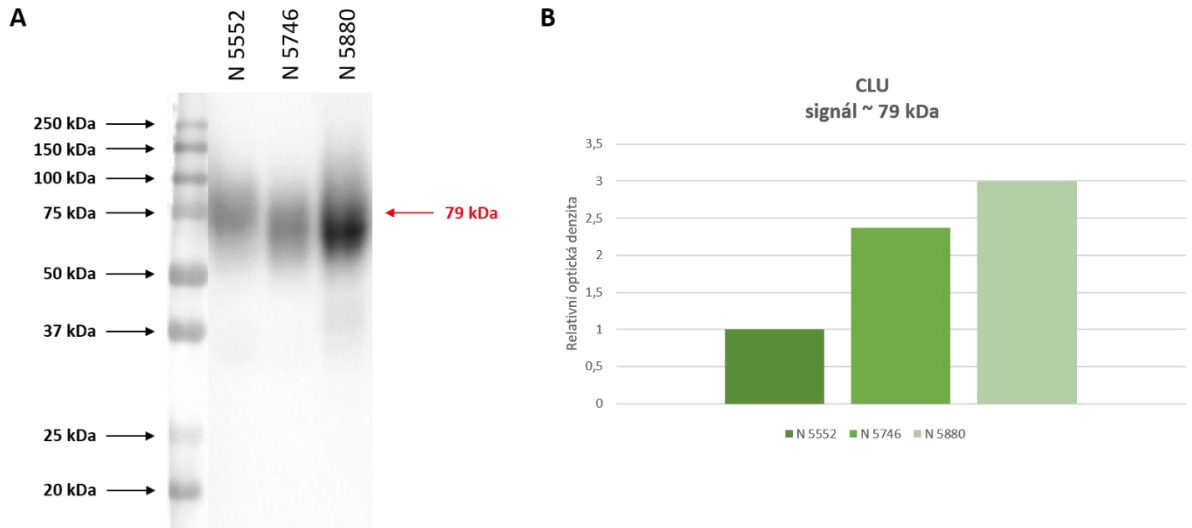 A
N 5552
N 5746
N 5880
250 kDa
150 kDa
100 kDa
75 kDa
50 kDa
37 kDa
25 kDa
20 kDa
79 kDa
B
CLU
signál ~ 79 kDa
Relativní optická denzita
3,5
3
2,5
2
1,5
1
0,5
0
N 5552 N 5746 N 5880